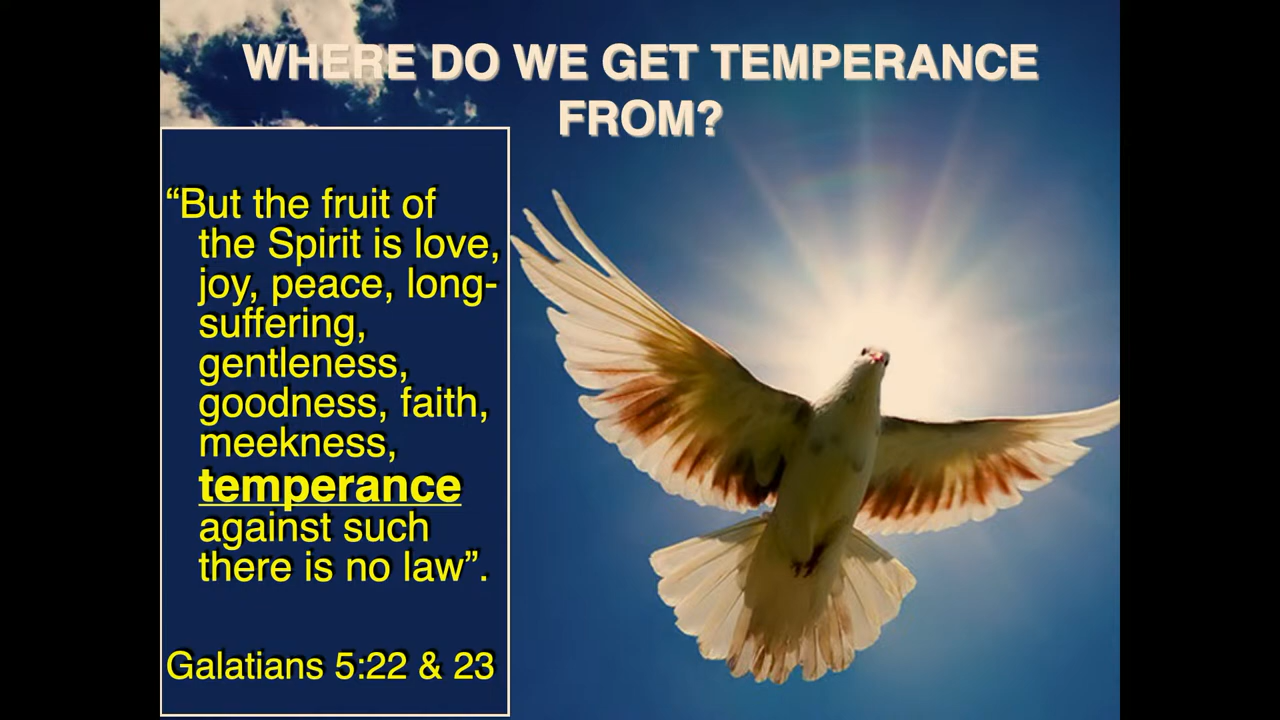 WHERE DO WE GET TEMPERANCE
FROM?
“But the fruit of
the Spirit is love,
joy, peace, long-
suffering,
gentleness,
goodness, faith,
meekness,
temperance
against such
there is no law”.
Galatians 5:22 & 23